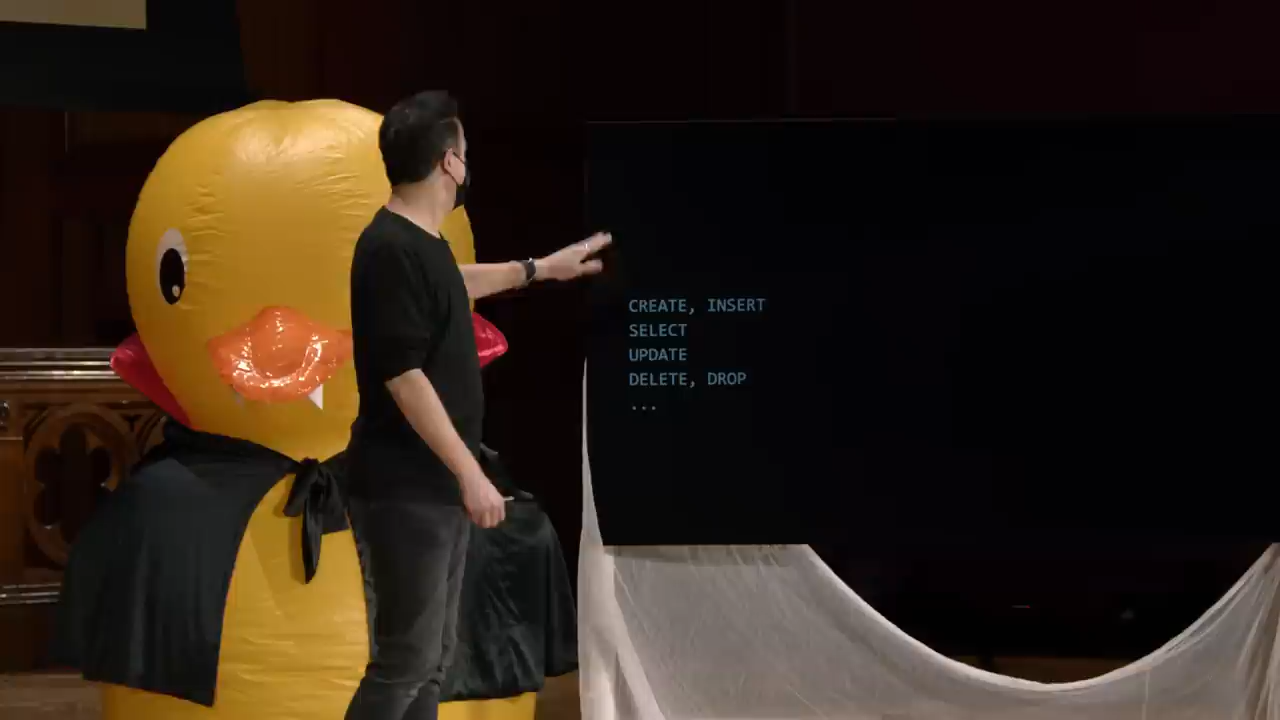 CREATE, INSERT
SELECT
UPDATE
DELETE, DROP
...